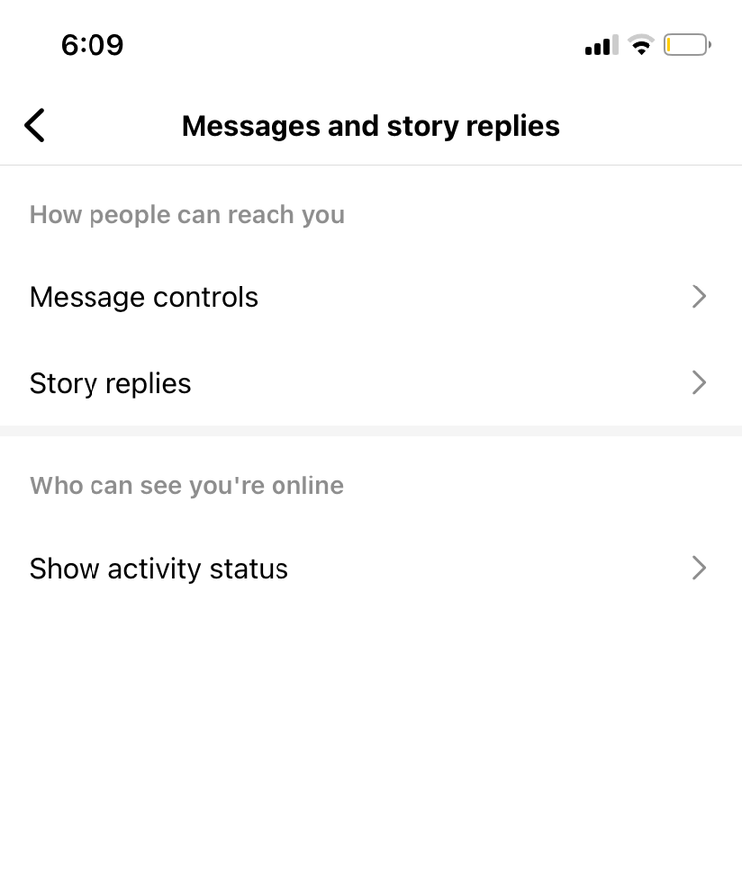 6:09
Messages and story replies
How people can reach you
Message controls
Story replies
Who can see you're online
Show activity status